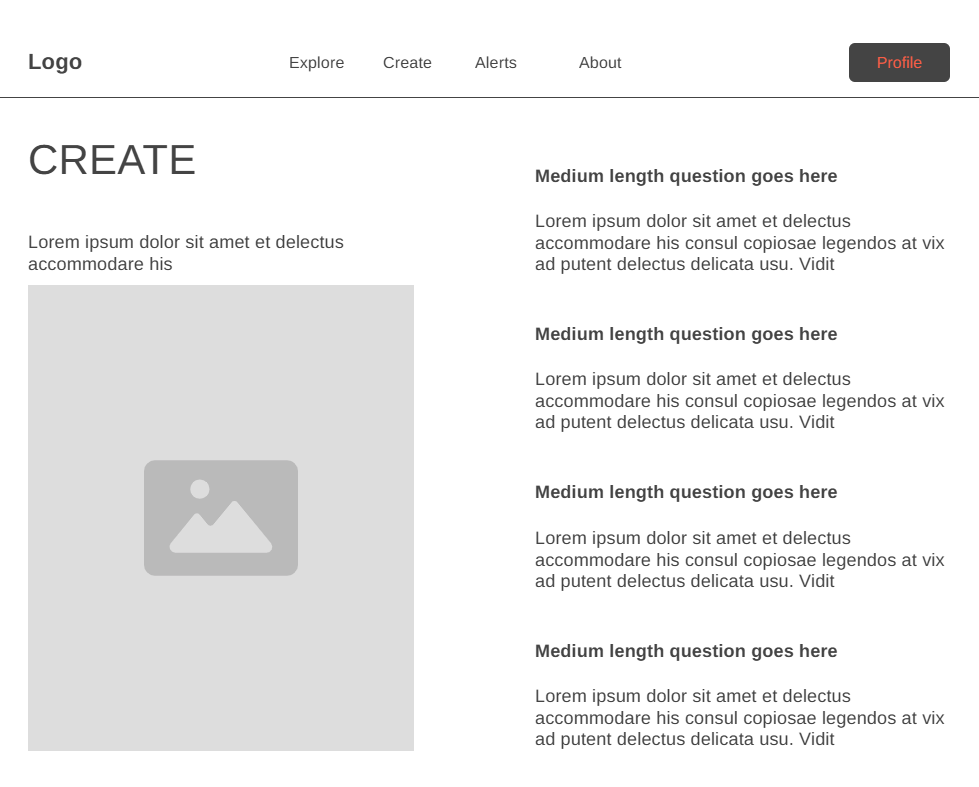 Logo
Explore
Create
Alerts
About
Profile
CREATE
Lorem ipsum dolor sit amet et delectus
accommodare his
Medium length question goes here
Lorem ipsum dolor sit amet et delectus
accommodare his consul copiosae legendos at vix
ad putent delectus delicata usu. Vidit
Medium length question goes here
Lorem ipsum dolor sit amet et delectus
accommodare his consul copiosae legendos at vix
ad putent delectus delicata usu. Vidit
Medium length question goes here
Lorem ipsum dolor sit amet et delectus
accommodare his consul copiosae legendos at vix
ad putent delectus delicata usu. Vidit
Medium length question goes here
Lorem ipsum dolor sit amet et delectus
accommodare his consul copiosae legendos at vix
ad putent delectus delicata usu. Vidit